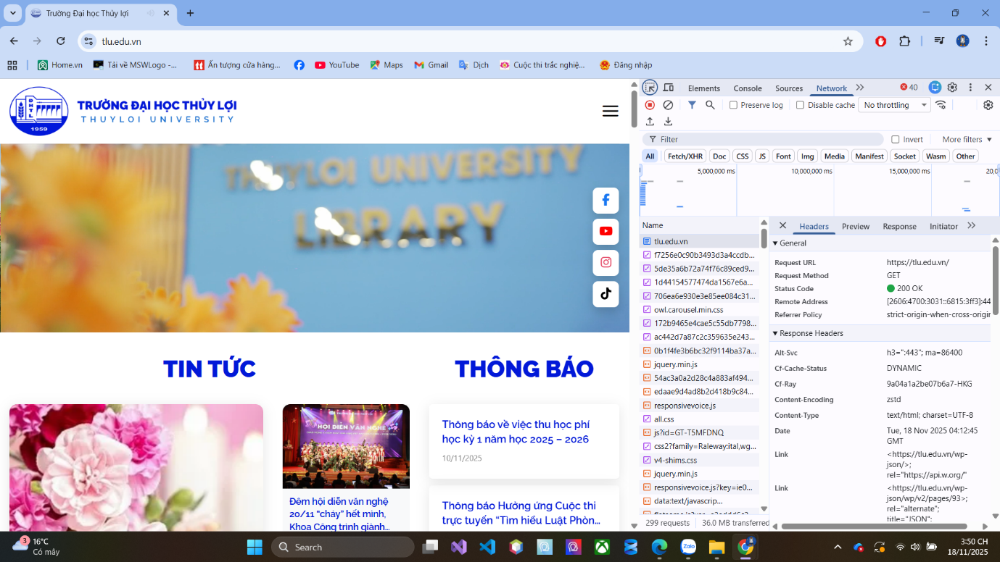 Trường Đại học Thủy lợi
tlu.edu.vn
Home.vn
Tải về MSWLogo -...
Ấn tượng cửa hàng...
YouTube
Maps
Gmail
Dịch
Cuộc thi trắc nghiệ...
Đăng nhập
TRƯỜNG ĐẠI HỌC THỦY LỢI
THUYLOI UNIVERSITY
1959
THUYLOI UNIVERSITY
LIBRARY
TIN TỨC
THÔNG BÁO
HỘI DIỄN VĂN NGHỆ
Đêm hội diễn văn nghệ
20/11 “cháy” hết mình,
Khoa Công trình giành...
Thông báo về việc thu học phí
học kỳ 1 năm học 2025 – 2026
10/11/2025
Thông báo Hưởng ứng Cuộc thi
trực tuyến “Tìm hiểu Luật Phòn...
Elements
Console
Sources
Network
40
Preserve log
Disable cache
No throttling
Filter
Invert
More filters
All
Fetch/XHR
Doc
CSS
JS
Font
Img
Media
Manifest
Socket
Wasm
Other
5,000,000 ms
10,000,000 ms
15,000,000 ms
20,0
Name
tlu.edu.vn
f7256e0c90b3493d3a4ccdb...
5de35a6b72a74f76c89ced9...
1d44154577474da1567e6a...
706ea6e930e3e85ee084c31...
owl.carousel.min.css
172b9465e4cae5c55db7798...
ac442d7a87c2c359635e243...
0b1f4fe3b6bc32f9114ba37a...
jquery.min.js
54ac3a0a2d28c4a883af494...
edaae9d4ad8b2d418b9c84...
responsivevoice.js
all.css
js?id=GT-T5MFDNQ
css2?family=Raleway:ital,wg...
v4-shims.css
jquery.min.js
responsivevoice.js?key=ie0...
data:text/javascrip...
299 requests
36.0 MB transferred
Headers
Preview
Response
Initiator
General
Request URL
https://tlu.edu.vn/
Request Method
GET
Status Code
200 OK
Remote Address
[2606:4700:3031::6815:3ff3]:44
Referrer Policy
strict-origin-when-cross-origin
Response Headers
Alt-Svc
h3=":443"; ma=86400
Cf-Cache-Status
DYNAMIC
Cf-Ray
9a04a1a2be07b6a7-HKG
Content-Encoding
zstd
Content-Type
text/html; charset=UTF-8
Date
Tue, 18 Nov 2025 04:12:45
GMT
Link
<https://tlu.edu.vn/wp-
json/>;
rel="https://api.w.org/"
Link
<https://tlu.edu.vn/wp-
json/wp/v2/pages/93>;
rel="alternate";
title="JSON";
3
16°C
Có mây
Search
Zalo
3:50 CH
18/11/2025